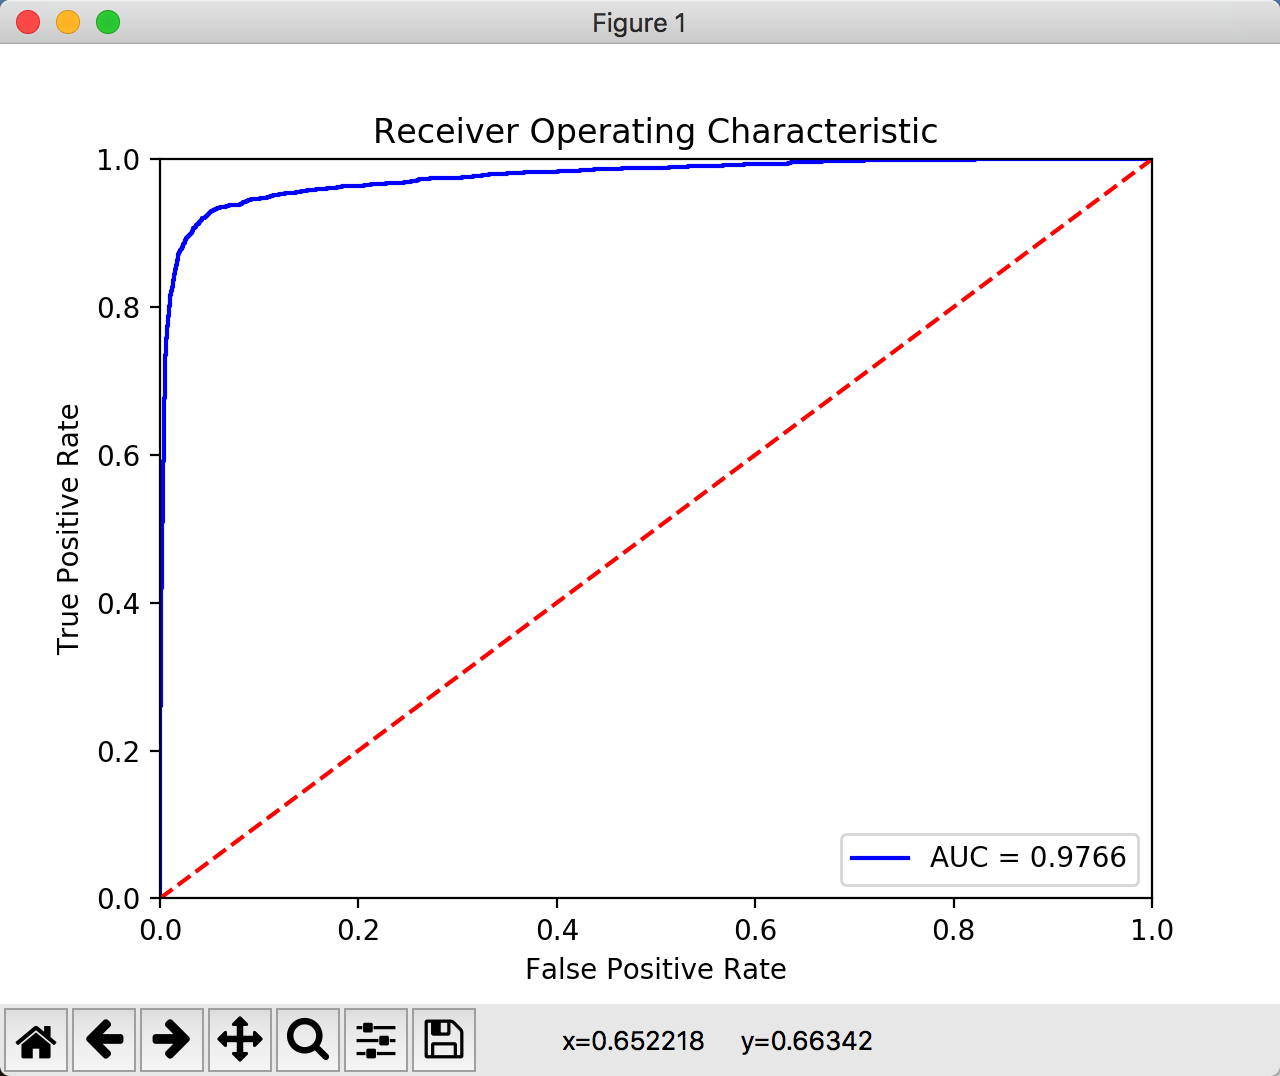 Figure 1
Receiver Operating Characteristic
1.0
0.8
0.6
0.4
0.2
0.0
True Positive Rate
AUC = 0.9766
0.0 0.2 0.4 0.6 0.8 1.0
False Positive Rate
x=0.652218 y=0.66342